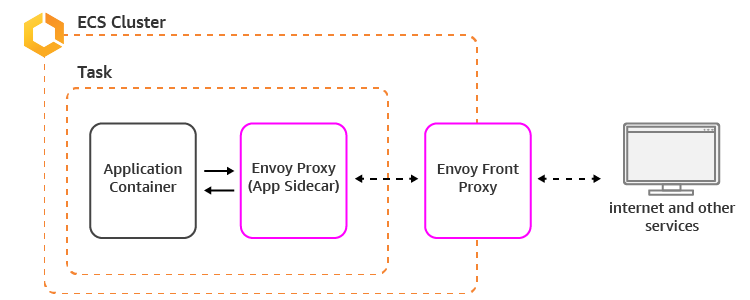 ECS Cluster
Task
Application
Container
Envoy Proxy
(App Sidecar)
Envoy Front
Proxy
internet and other
services